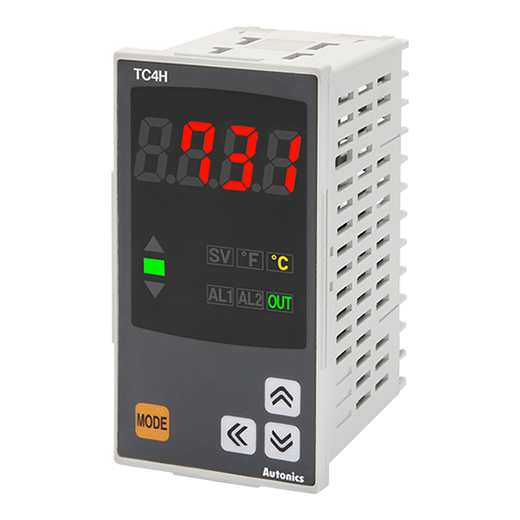 TC4H
731
SV °F °C
AL1 AL2 OUT
MODE
Autonics